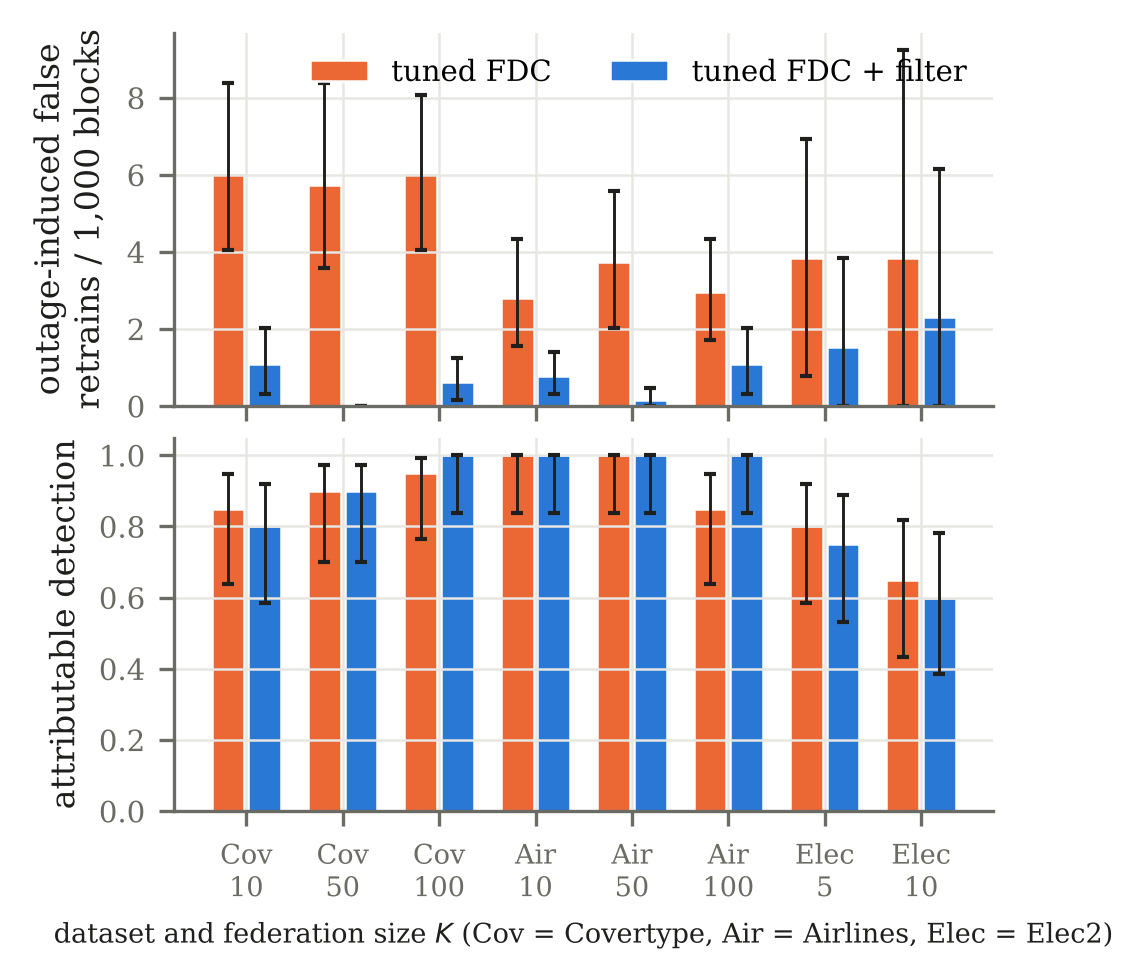 outage-induced false
retrains / 1,000 blocks
tuned FDC
tuned FDC + filter
8
6
4
2
0
attributable detection
1.0
0.8
0.6
0.4
0.2
0.0
Cov Cov Cov Air Air Air Elec Elec
10 50 100 10 50 100 5 10
dataset and federation size K (Cov = Covertype, Air = Airlines, Elec = Elec2)